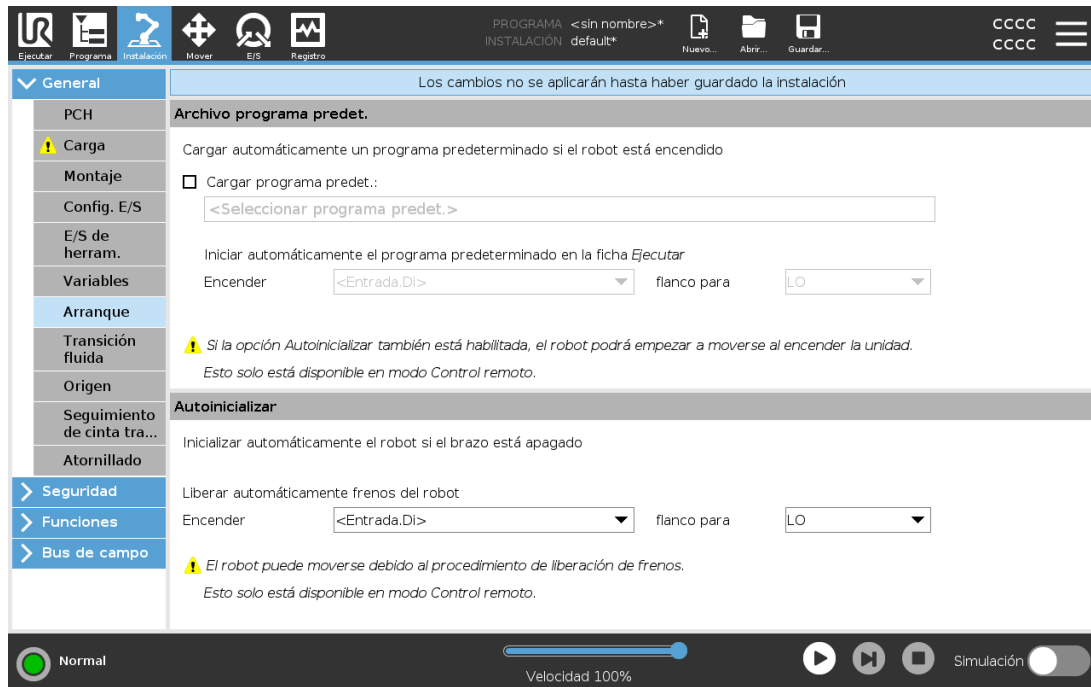 PROGRAMA <sin nombre>*
INSTALACIÓN default*
CCCC
CCCC
Ejecutar Programa Instalación Mover E/S Registro Nuevo... Abrir... Guardar...
General
Los cambios no se aplicarán hasta haber guardado la instalación
PCH
Carga
Montaje
Config. E/S
E/S de
herram.
Variables
Arranque
Transición
fluida
Origen
Seguimiento
de cinta tra...
Atornillado
Seguridad
Funciones
Bus de campo
Archivo programa predet.
Cargar automáticamente un programa predeterminado si el robot está encendido
Cargar programa predet.:
<Seleccionar programa predet.>
Iniciar automáticamente el programa predeterminado en la ficha Ejecutar
Encender <Entrada.Di> flanco para LO
Si la opción Autoinicializar también está habilitada, el robot podrá empezar a moverse al encender la unidad.
Esto solo está disponible en modo Control remoto.
Autoinicializar
Inicializar automáticamente el robot si el brazo está apagado
Liberar automáticamente frenos del robot
Encender <Entrada.Di> flanco para LO
El robot puede moverse debido al procedimiento de liberación de frenos.
Esto solo está disponible en modo Control remoto.
Normal
Velocidad 100%
Simulación